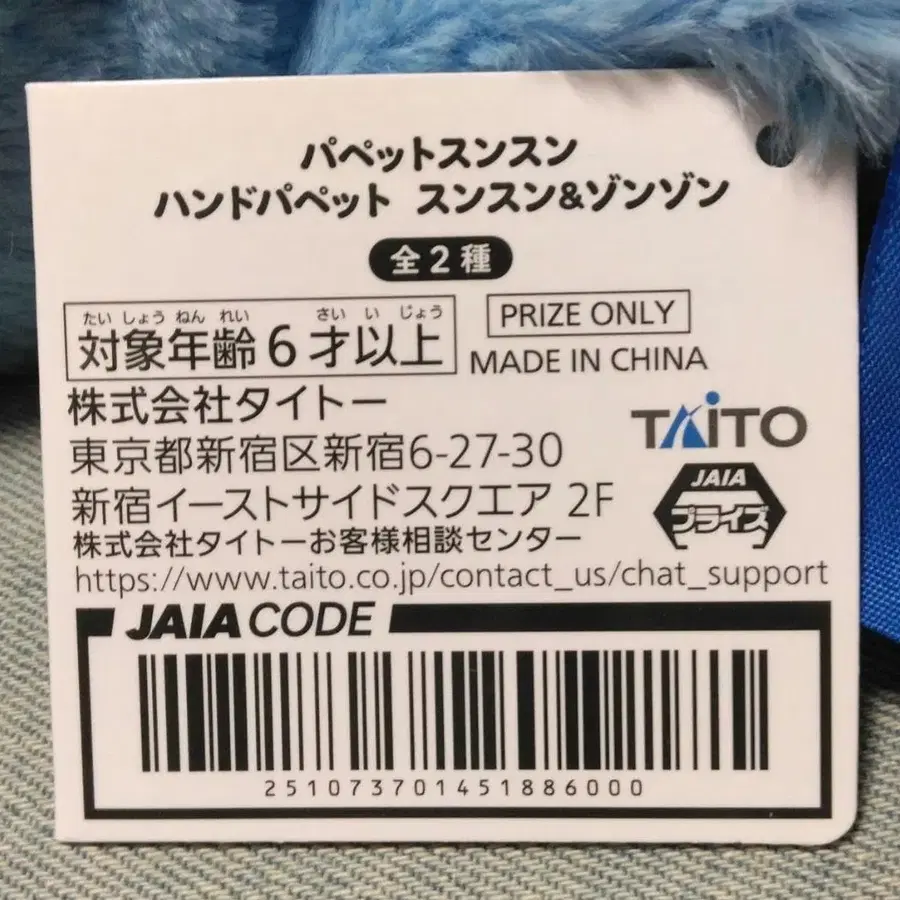 パペットスンスン
ハンドパペット スンスン&ゾンゾン
全2種
たいしょうねんれい さいいじょう
対象年齢6才以上
PRIZE ONLY
MADE IN CHINA
株式会社タイトー
TAITO
東京都新宿区新宿6-27-30
新宿イーストサイドスクエア 2F
JAIA
プライズ
株式会社タイトーお客様相談センター
https://www.taito.co.jp/contact_us/chat_support
JAIA CODE
251073701451886000